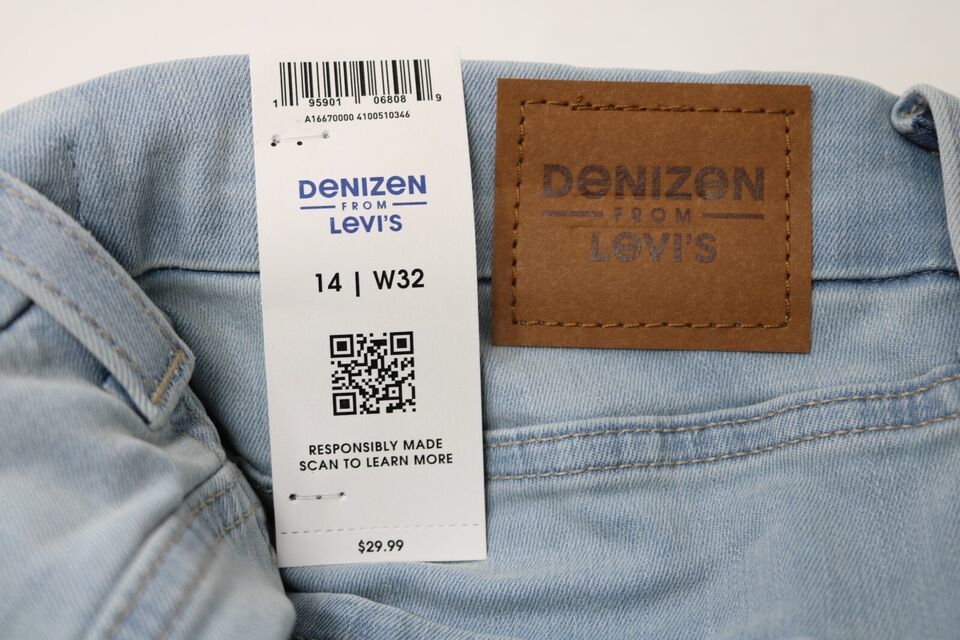 1 95901 06808 9
A16670000 4100510346
DENIZEN
FROM
LEVI'S
14 | W32
RESPONSIBLY MADE
SCAN TO LEARN MORE
$29.99
DENIZEN
FROM
LEVI'S